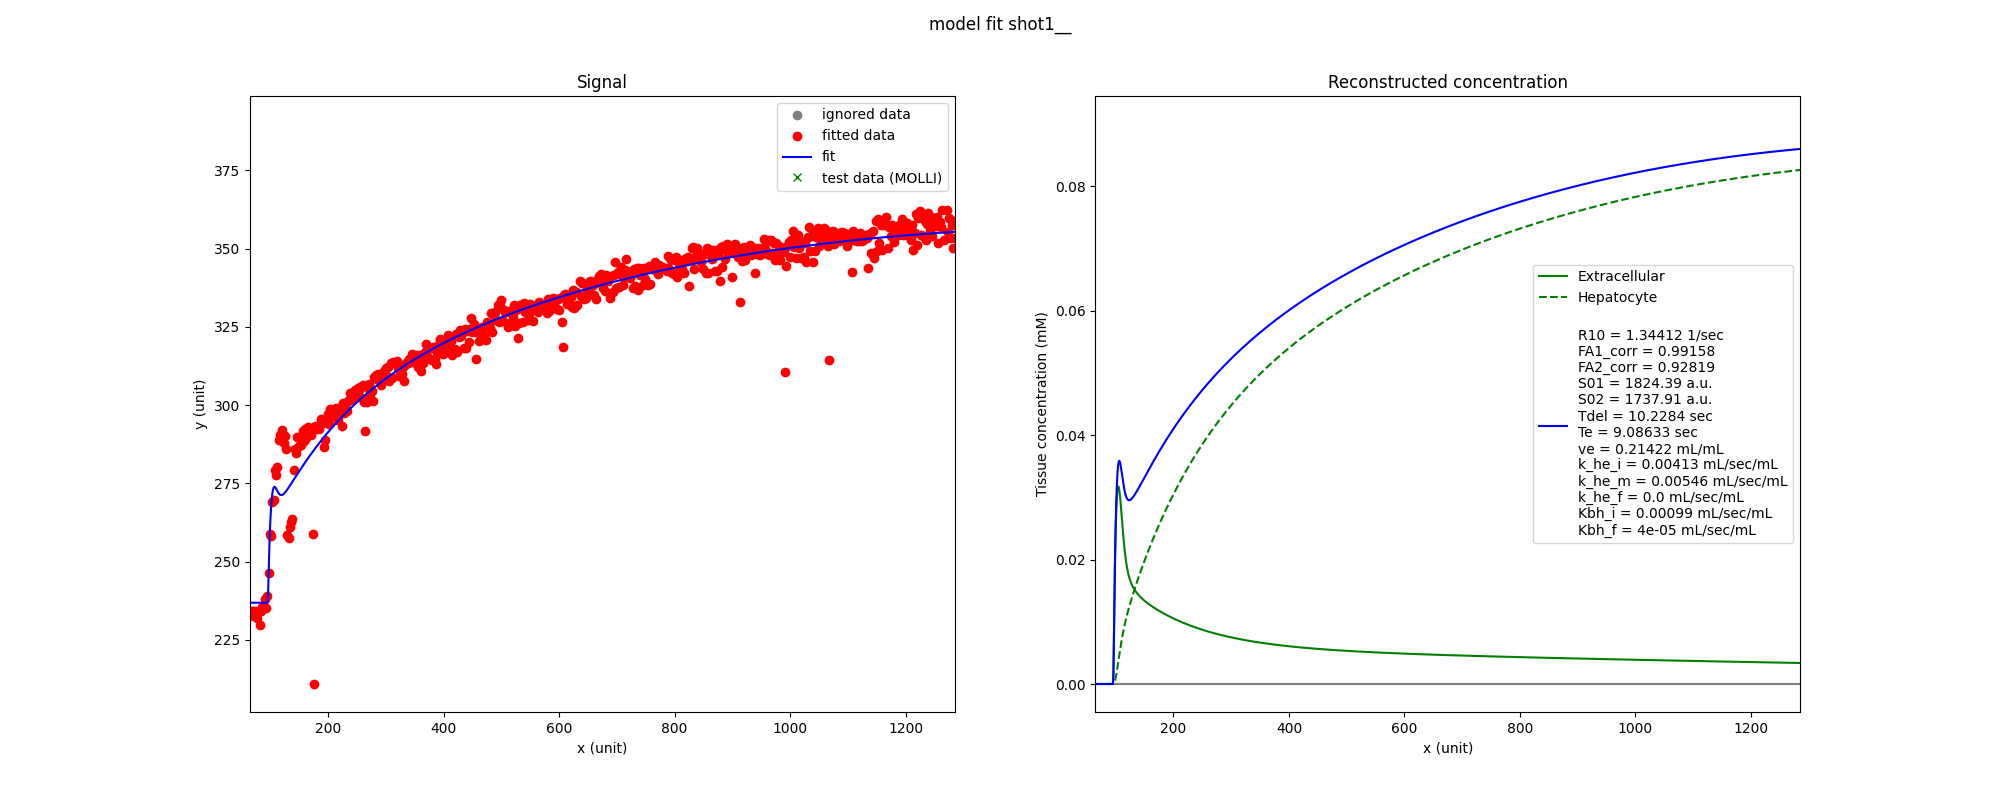 model fit shot1__
Signal
375
350
325
300
275
250
225
y (unit)
200
400
600
800
1000
1200
x (unit)
ignored data
fitted data
fit
test data (MOLLI)
Reconstructed concentration
0.08
0.06
0.04
0.02
0.00
Tissue concentration (mM)
200
400
600
800
1000
1200
x (unit)
Extracellular
Hepatocyte
R10 = 1.34412 1/sec
FA1_corr = 0.99158
FA2_corr = 0.92819
S01 = 1824.39 a.u.
S02 = 1737.91 a.u.
Tdel = 10.2284 sec
Te = 9.08633 sec
ve = 0.21422 mL/mL
k_he_i = 0.00413 mL/sec/mL
k_he_m = 0.00546 mL/sec/mL
k_he_f = 0.0 mL/sec/mL
Kbh_i = 0.00099 mL/sec/mL
Kbh_f = 4e-05 mL/sec/mL